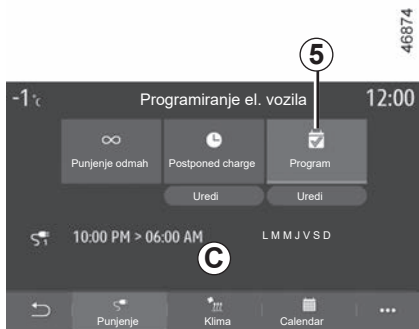 46874
5
-1°c Programiranje el. vozila 12:00
∞
Punjenje odmah Postponed charge Program
Uredi Uredi
10:00 PM > 06:00 AM L M M J V S D
C
Punjenje Klima Calendar